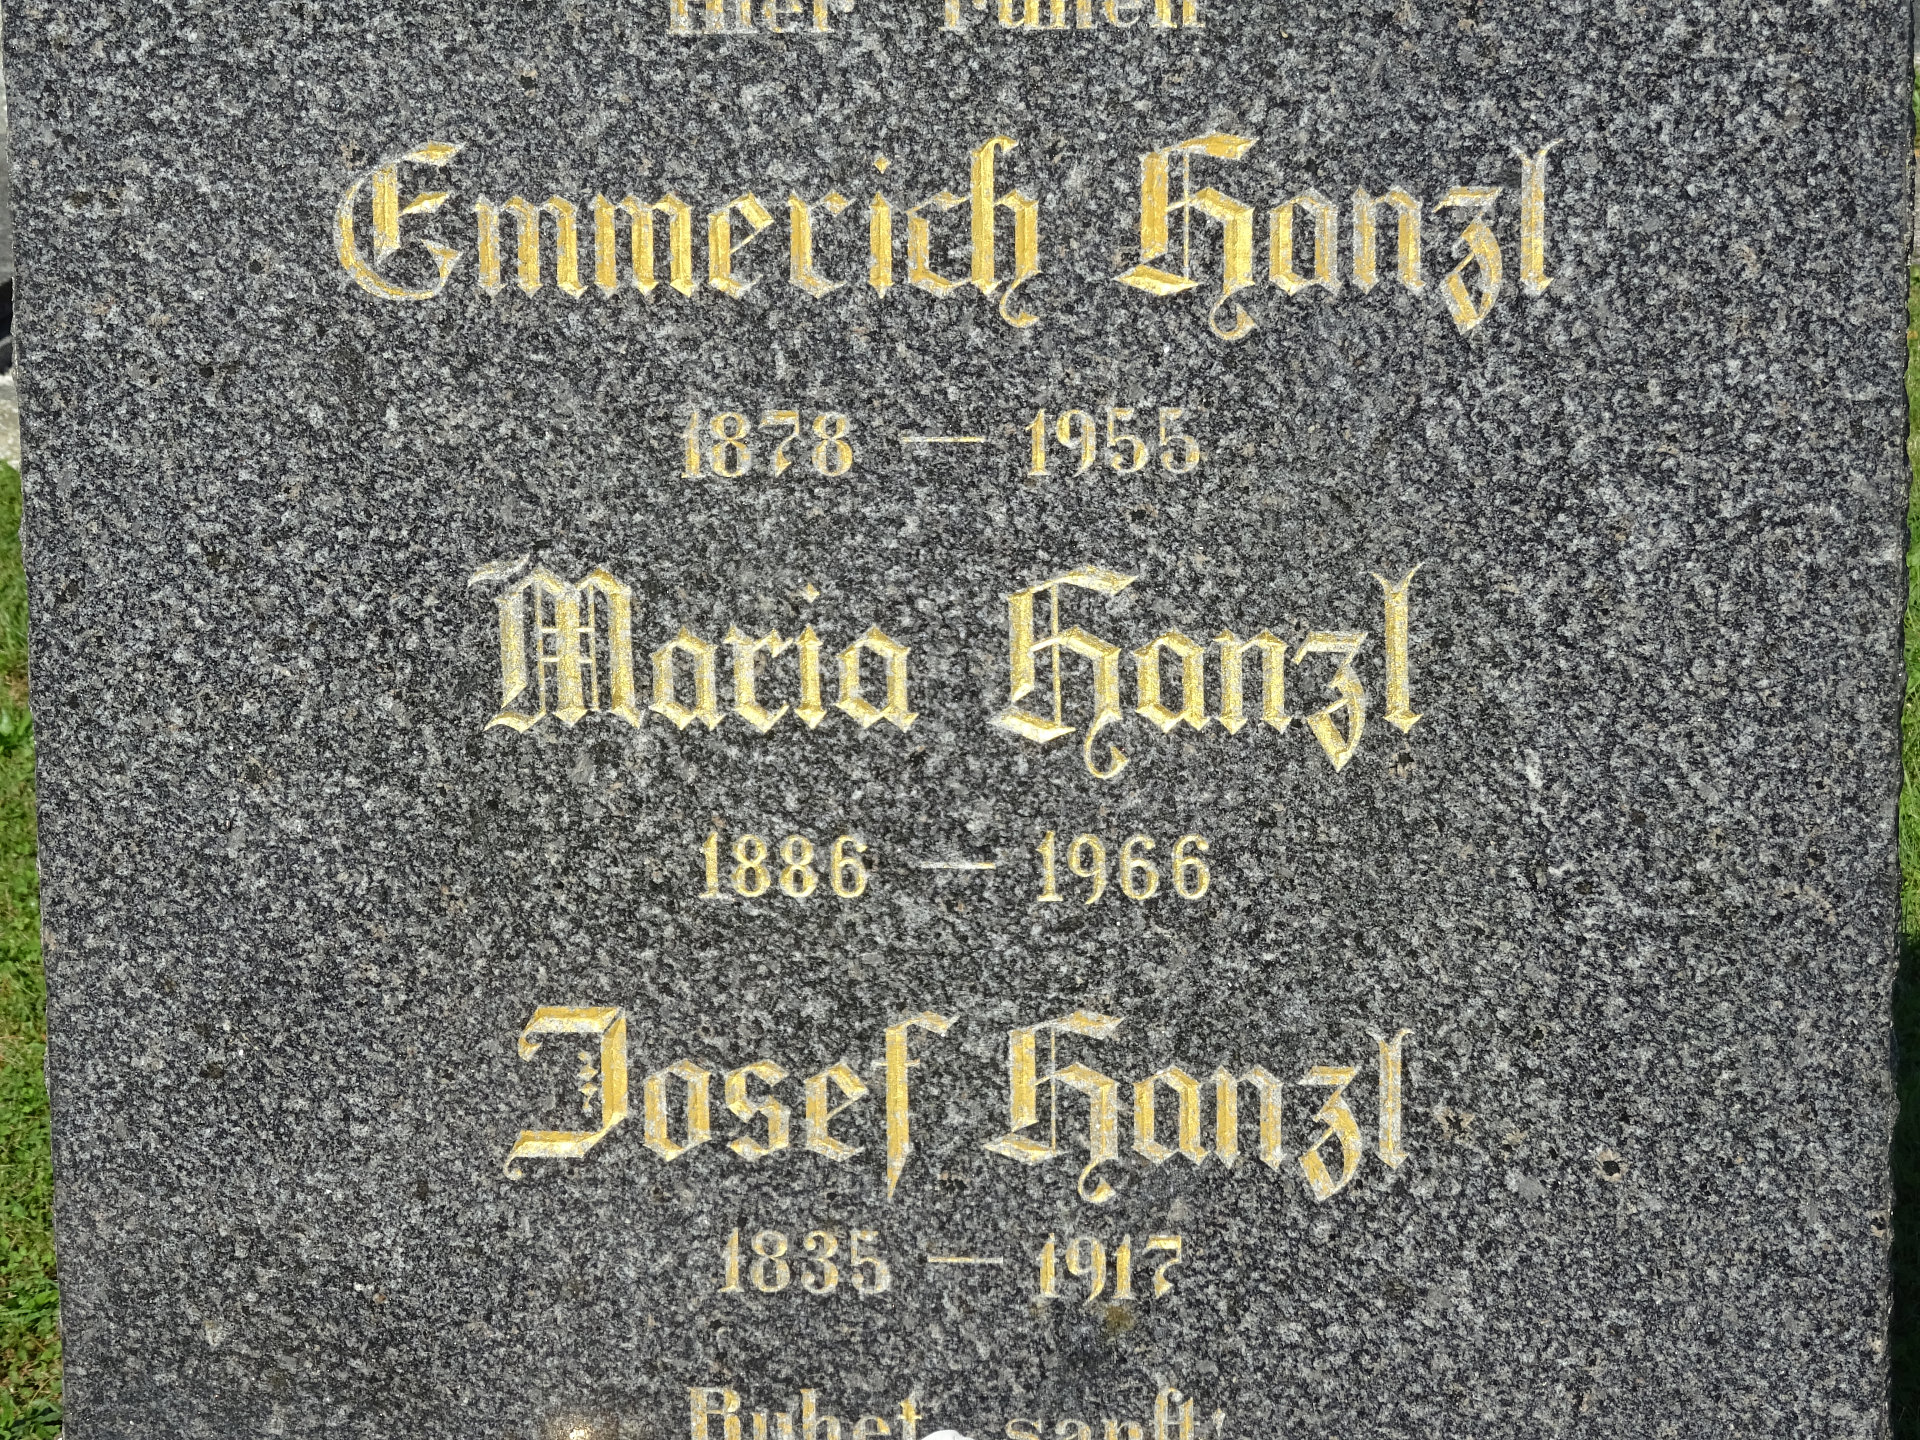 Hier ruhen
Emmerich Hanzl
1878 — 1955
Maria Hanzl
1886 — 1966
Josef Hanzl
1835 — 1917
Ruhet sanft!